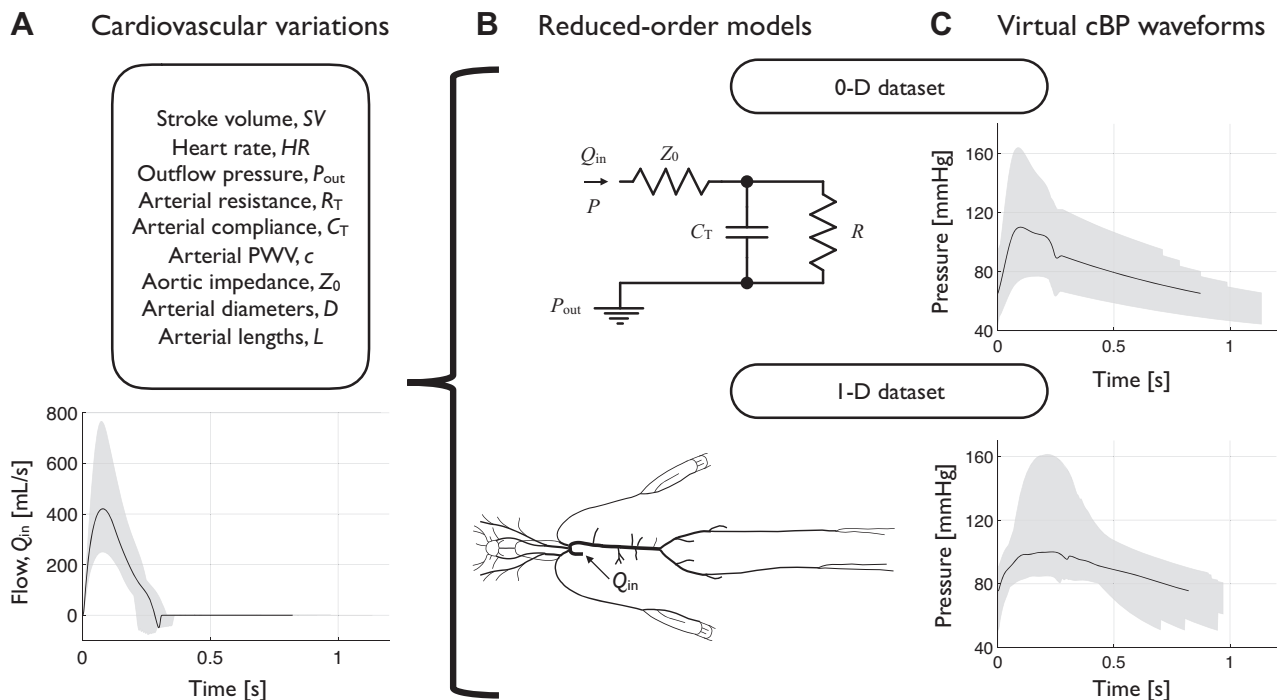 A Cardiovascular variations
Stroke volume, SV
Heart rate, HR
Outflow pressure, Pout
Arterial resistance, RT
Arterial compliance, CT
Arterial PWV, c
Aortic impedance, Z0
Arterial diameters, D
Arterial lengths, L
Flow, Qin [mL/s]
800
600
400
200
0
0 0.5 1
Time [s]
B Reduced-order models
0-D dataset
Qin
P
Z0
CT
R
Pout
1-D dataset
Qin
C Virtual cBP waveforms
Pressure [mmHg]
160
120
80
40
0 0.5 1
Time [s]
Pressure [mmHg]
160
120
80
40
0 0.5 1
Time [s]